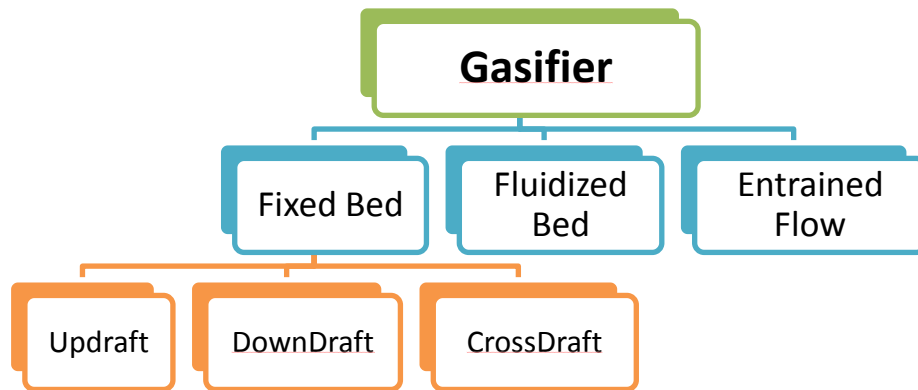 Gasifier
Fixed Bed
Fluidized
Bed
Entrained
Flow
Updraft
DownDraft
CrossDraft